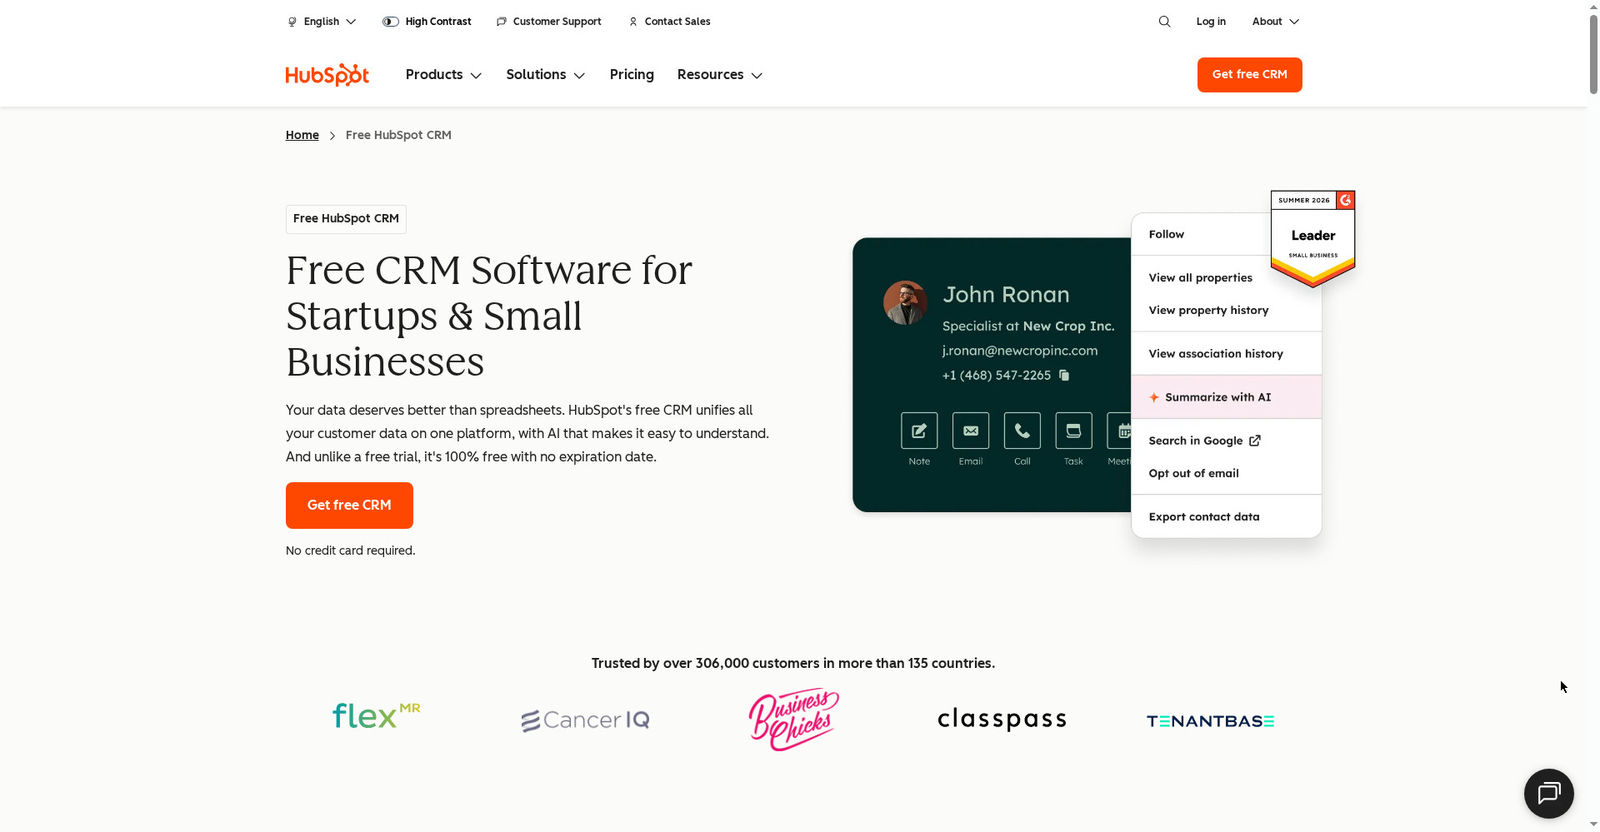 English
High Contrast
Customer Support
Contact Sales
Log in
About
HubSpot
Products
Solutions
Pricing
Resources
Get free CRM
Home
Free HubSpot CRM
Free HubSpot CRM
Free CRM Software for
Startups & Small
Businesses
Your data deserves better than spreadsheets. HubSpot's free CRM unifies all
your customer data on one platform, with AI that makes it easy to understand.
And unlike a free trial, it's 100% free with no expiration date.
Get free CRM
No credit card required.
John Ronan
Specialist at New Crop Inc.
j.ronan@newcropinc.com
+1 (468) 547-2265
Note
Email
Call
Task
Meeti
Follow
View all properties
View property history
View association history
Summarize with AI
Search in Google
Opt out of email
Export contact data
SUMMER 2026
Leader
SMALL BUSINESS
Trusted by over 306,000 customers in more than 135 countries.
flex MR
CancerIQ
Business
Chicks
classpass
TENANTBASE